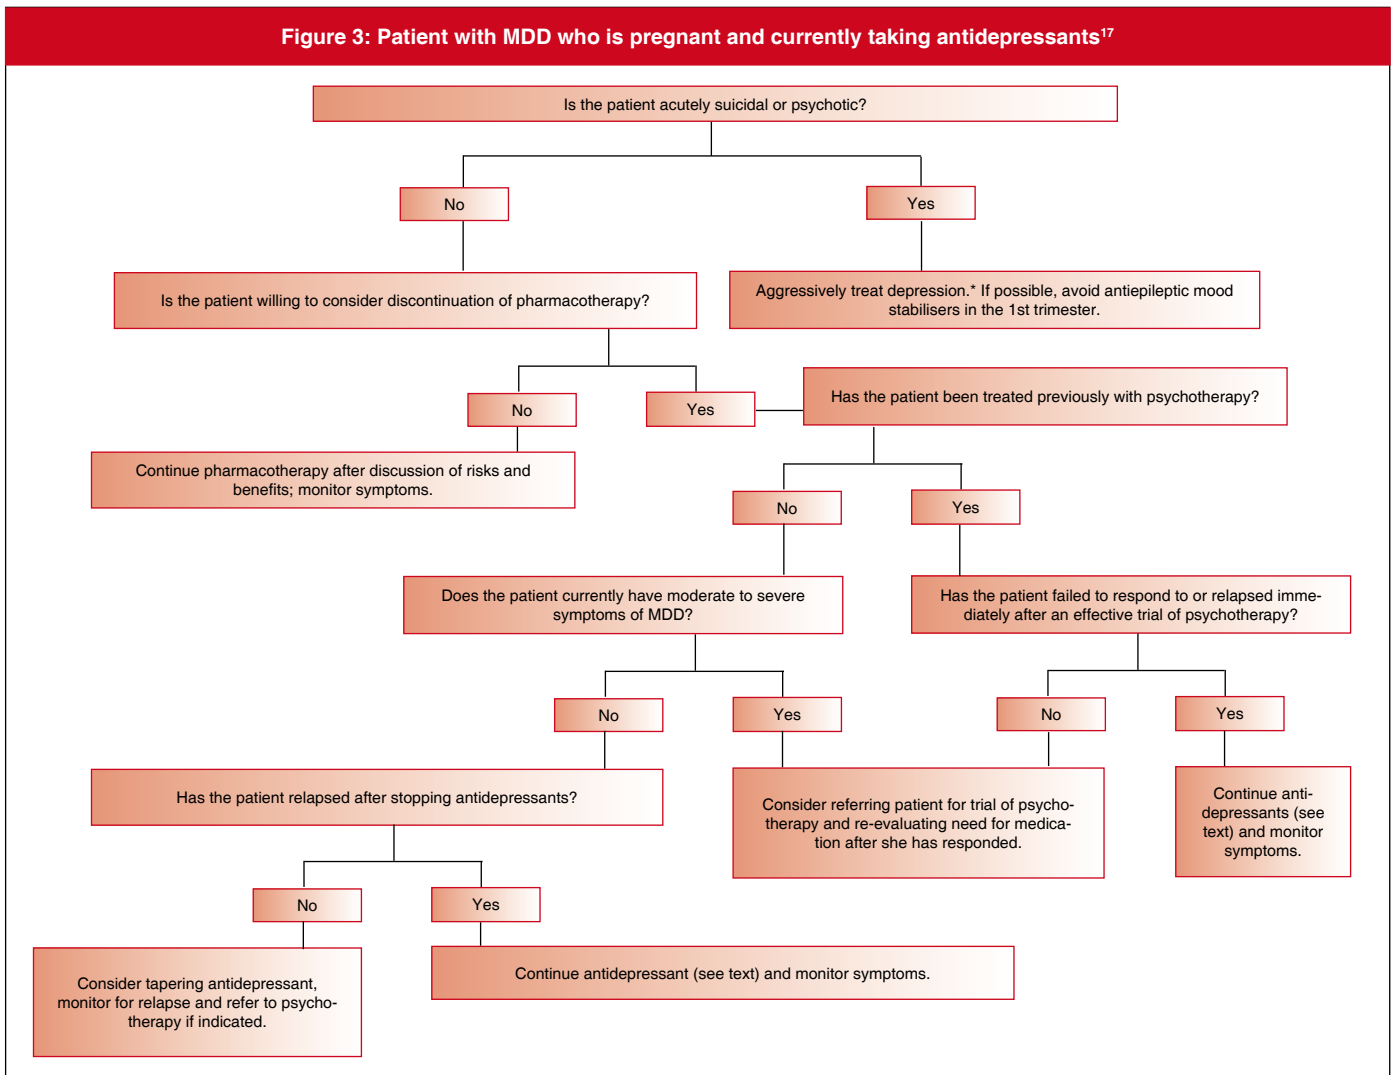 Figure 3: Patient with MDD who is pregnant and currently taking antidepressants17
Is the patient acutely suicidal or psychotic?
No
Yes
Is the patient willing to consider discontinuation of pharmacotherapy?
Aggressively treat depression.* If possible, avoid antiepileptic mood
stabilisers in the 1st trimester.
No
Yes
Has the patient been treated previously with psychotherapy?
Continue pharmacotherapy after discussion of risks and
benefits; monitor symptoms.
No
Yes
Does the patient currently have moderate to severe
symptoms of MDD?
Has the patient failed to respond to or relapsed imme-
diately after an effective trial of psychotherapy?
No
Yes
No
Yes
Has the patient relapsed after stopping antidepressants?
Consider referring patient for trial of psycho-
therapy and re-evaluating need for medica-
tion after she has responded.
Continue anti-
depressants (see
text) and monitor
symptoms.
No
Yes
Consider tapering antidepressant,
monitor for relapse and refer to psycho-
therapy if indicated.
Continue antidepressant (see text) and monitor symptoms.